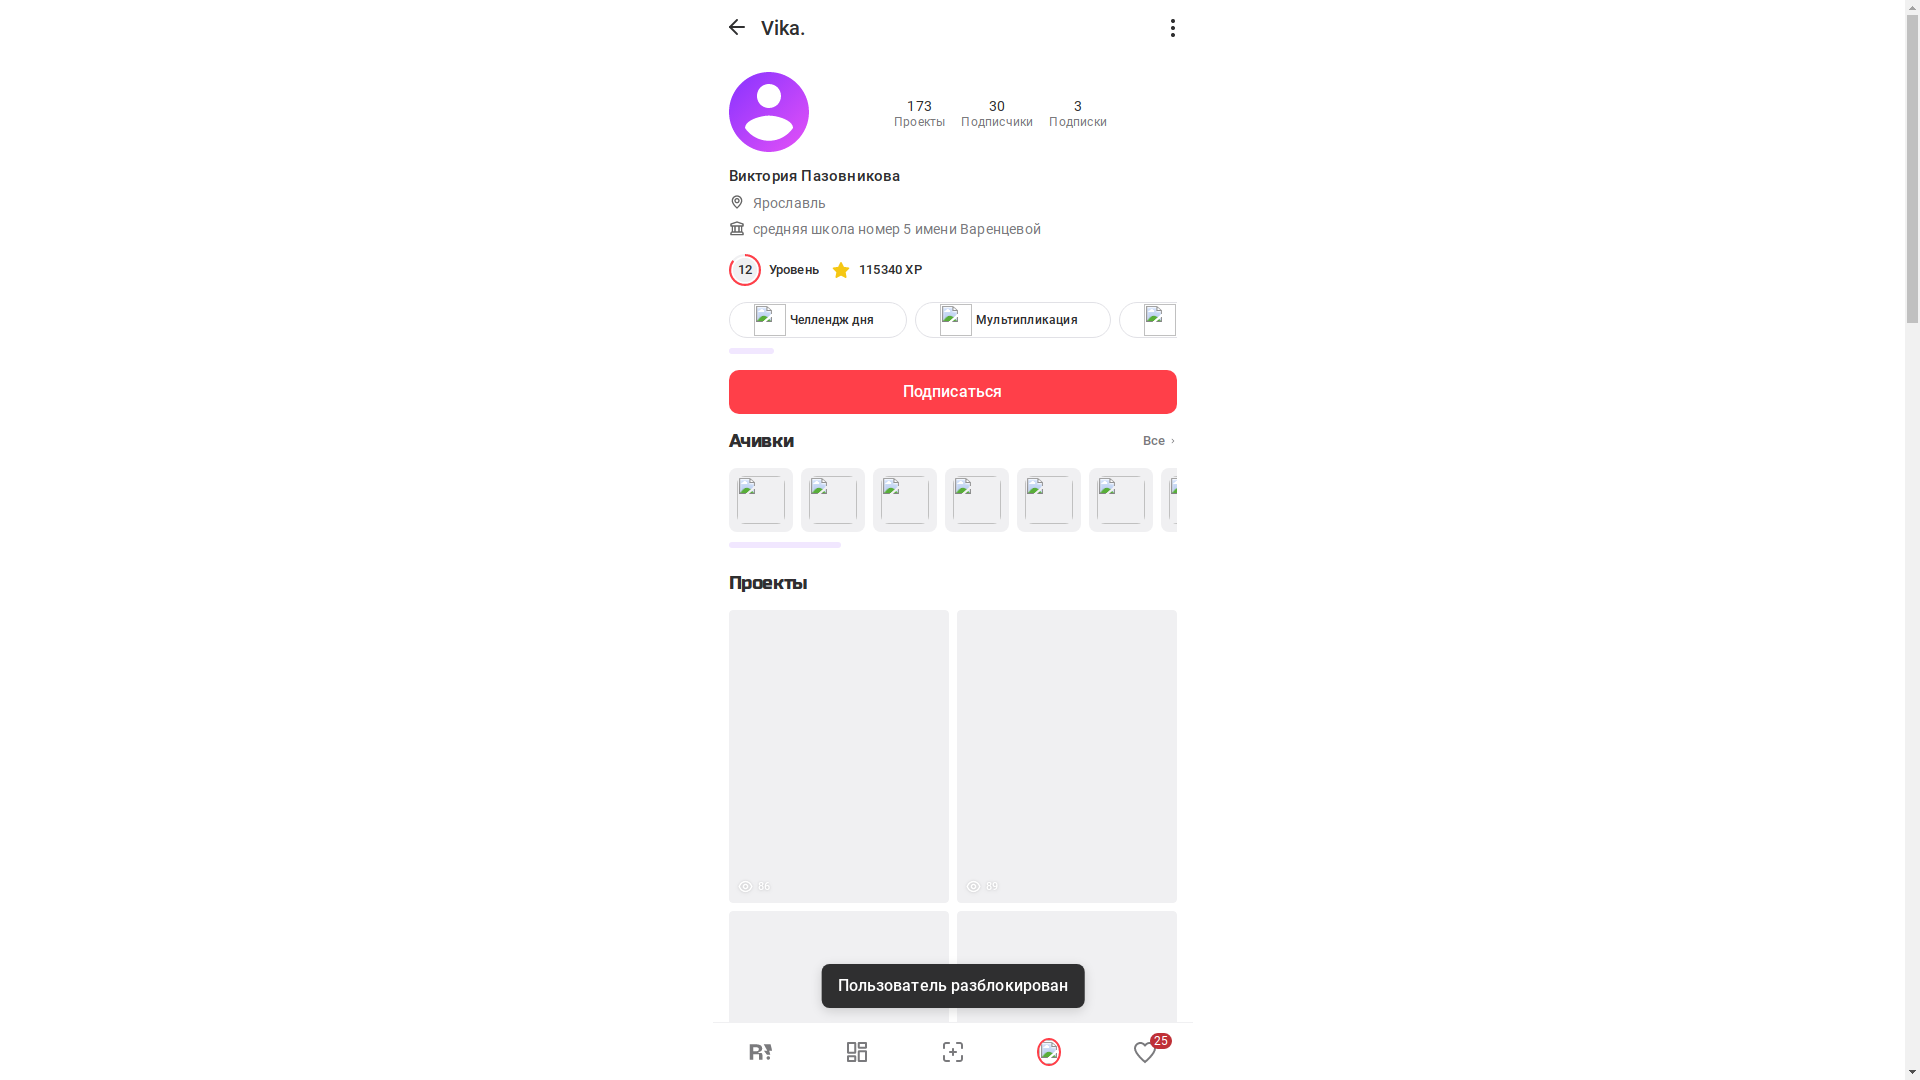 Vika.
173
Проекты
30
Подписчики
3
Подписки
Виктория Пазовникова
Ярославль
средняя школа номер 5 имени Варенцевой
12 Уровень 115340 XP
Челлендж дня
Мультипликация
Подписаться
Ачивки
Все
Проекты
86
89
Пользователь разблокирован
R
25